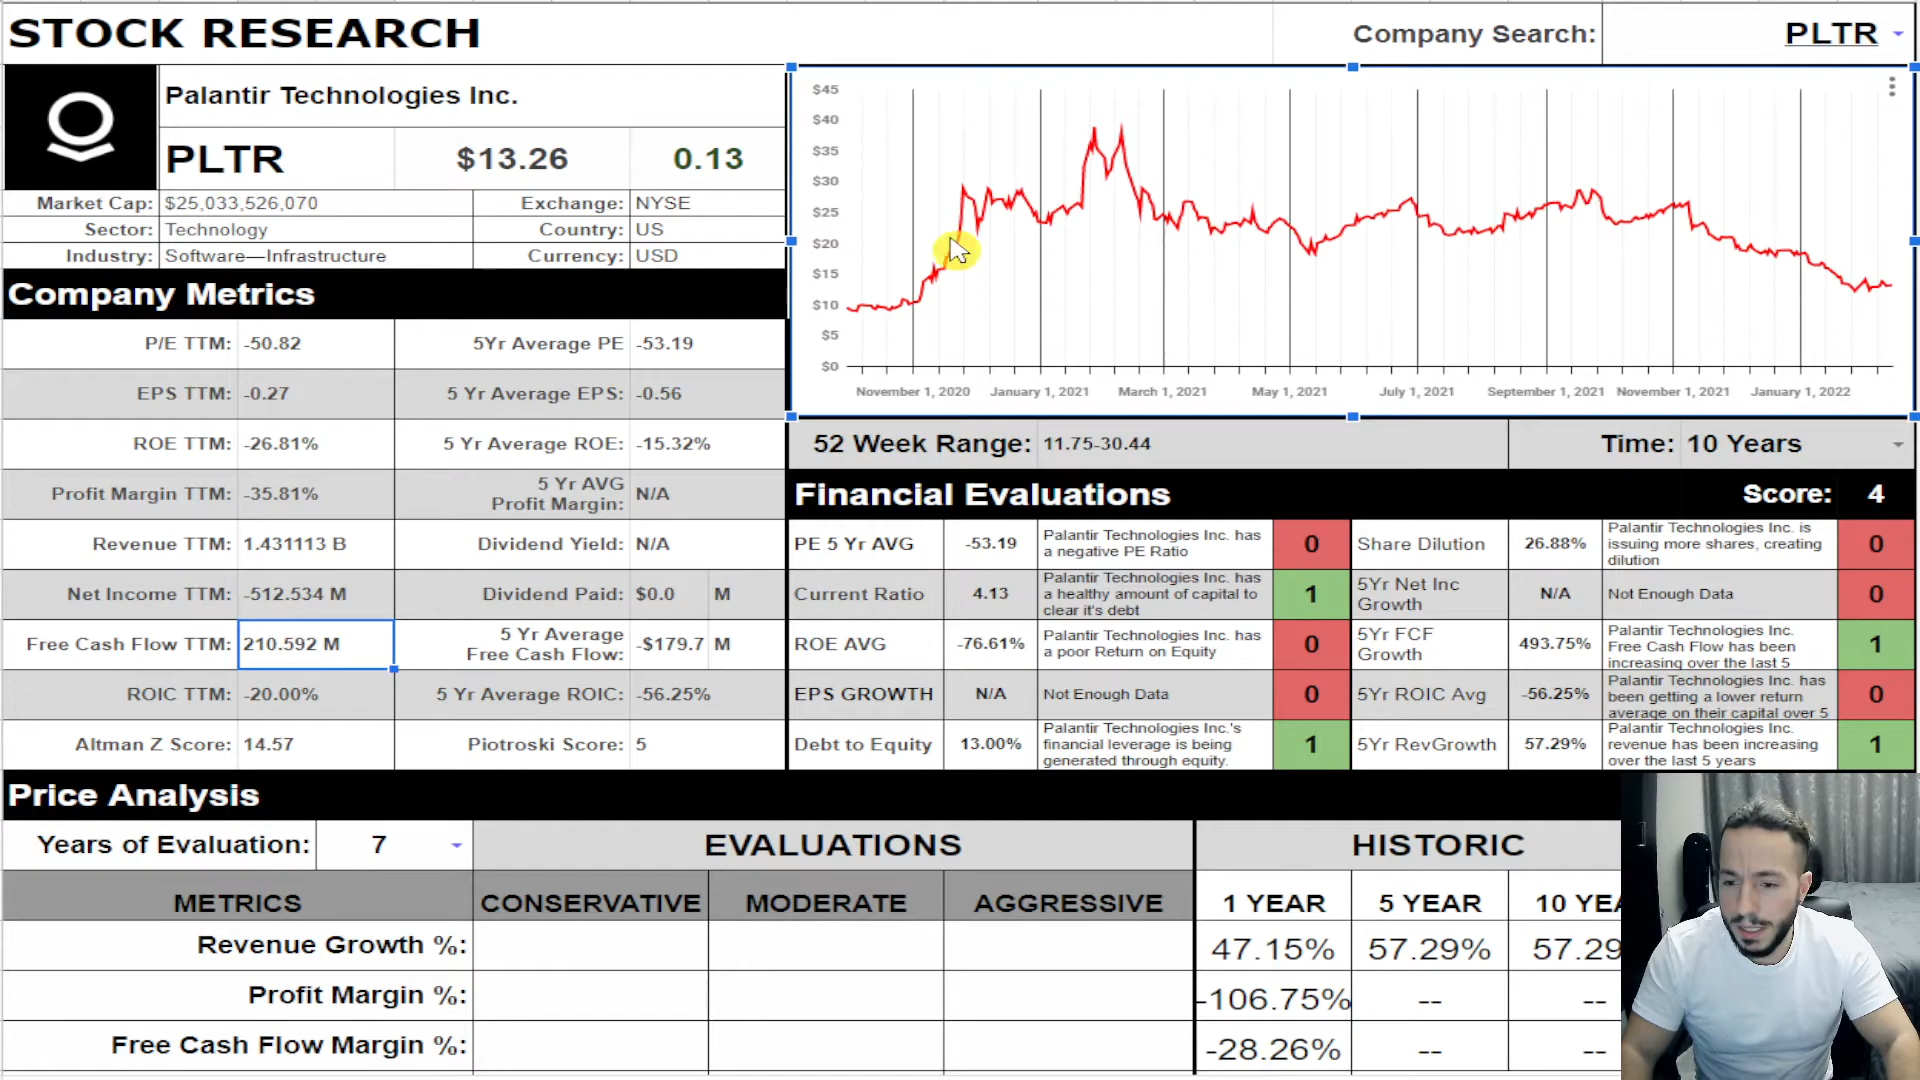 STOCK RESEARCH
Company Search: PLTR
Palantir Technologies Inc.
PLTR $13.26 0.13
Market Cap: $25,033,526,070 Exchange: NYSE
Sector: Technology Country: US
Industry: Software—Infrastructure Currency: USD
$45
$40
$35
$30
$25
$20
$15
$10
$5
$0
November 1, 2020 January 1, 2021 March 1, 2021 May 1, 2021 July 1, 2021 September 1, 2021 November 1, 2021 January 1, 2022
Company Metrics
P/E TTM: -50.82 5Yr Average PE -53.19
EPS TTM: -0.27 5 Yr Average EPS: -0.56
ROE TTM: -26.81% 5 Yr Average ROE: -15.32%
Profit Margin TTM: -35.81% 5 Yr AVG
Profit Margin: N/A
Revenue TTM: 1.431113 B Dividend Yield: N/A
Net Income TTM: -512.534 M Dividend Paid: $0.0 M
Free Cash Flow TTM: 210.592 M 5 Yr Average
Free Cash Flow: -$179.7 M
ROIC TTM: -20.00% 5 Yr Average ROIC: -56.25%
Altman Z Score: 14.57 Piotroski Score: 5
52 Week Range: 11.75-30.44 Time: 10 Years
Financial Evaluations Score: 4
PE 5 Yr AVG -53.19 Palantir Technologies Inc. has
a negative PE Ratio 0
Share Dilution 26.88% Palantir Technologies Inc. is
issuing more shares, creating
dilution 0
Current Ratio 4.13 Palantir Technologies Inc. has
a healthy amount of capital to
clear it's debt 1
5Yr Net Inc
Growth N/A Not Enough Data 0
ROE AVG -76.61% Palantir Technologies Inc. has
a poor Return on Equity 0
5Yr FCF
Growth 493.75% Palantir Technologies Inc.
Free Cash Flow has been
increasing over the last 5 1
EPS GROWTH N/A Not Enough Data 0
5Yr ROIC Avg -56.25% Palantir Technologies Inc. has
been getting a lower return
average on their capital over 5 0
Debt to Equity 13.00% Palantir Technologies Inc.'s
financial leverage is being
generated through equity. 1
5Yr RevGrowth 57.29% Palantir Technologies Inc.
revenue has been increasing
over the last 5 years 1
Price Analysis
Years of Evaluation: 7 EVALUATIONS HISTORIC
METRICS CONSERVATIVE MODERATE AGGRESSIVE 1 YEAR 5 YEAR 10
Revenue Growth %: 47.15% 57.29% 57.29
Profit Margin %: -106.75% -- --
Free Cash Flow Margin %: -28.26% -- --